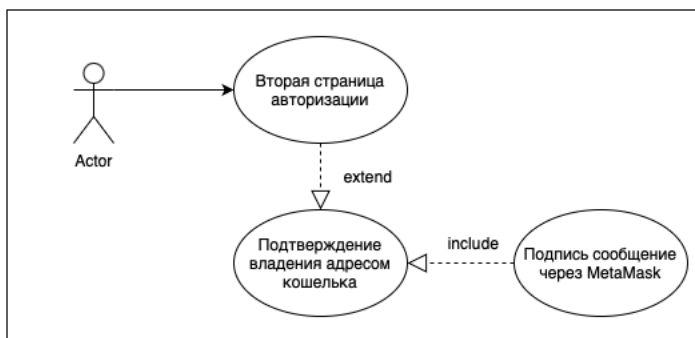 Вторая страница
авторизации
Actor
extend
Подтверждение
владения адресом
кошелька
include
Подпись сообщение
через MetaMask